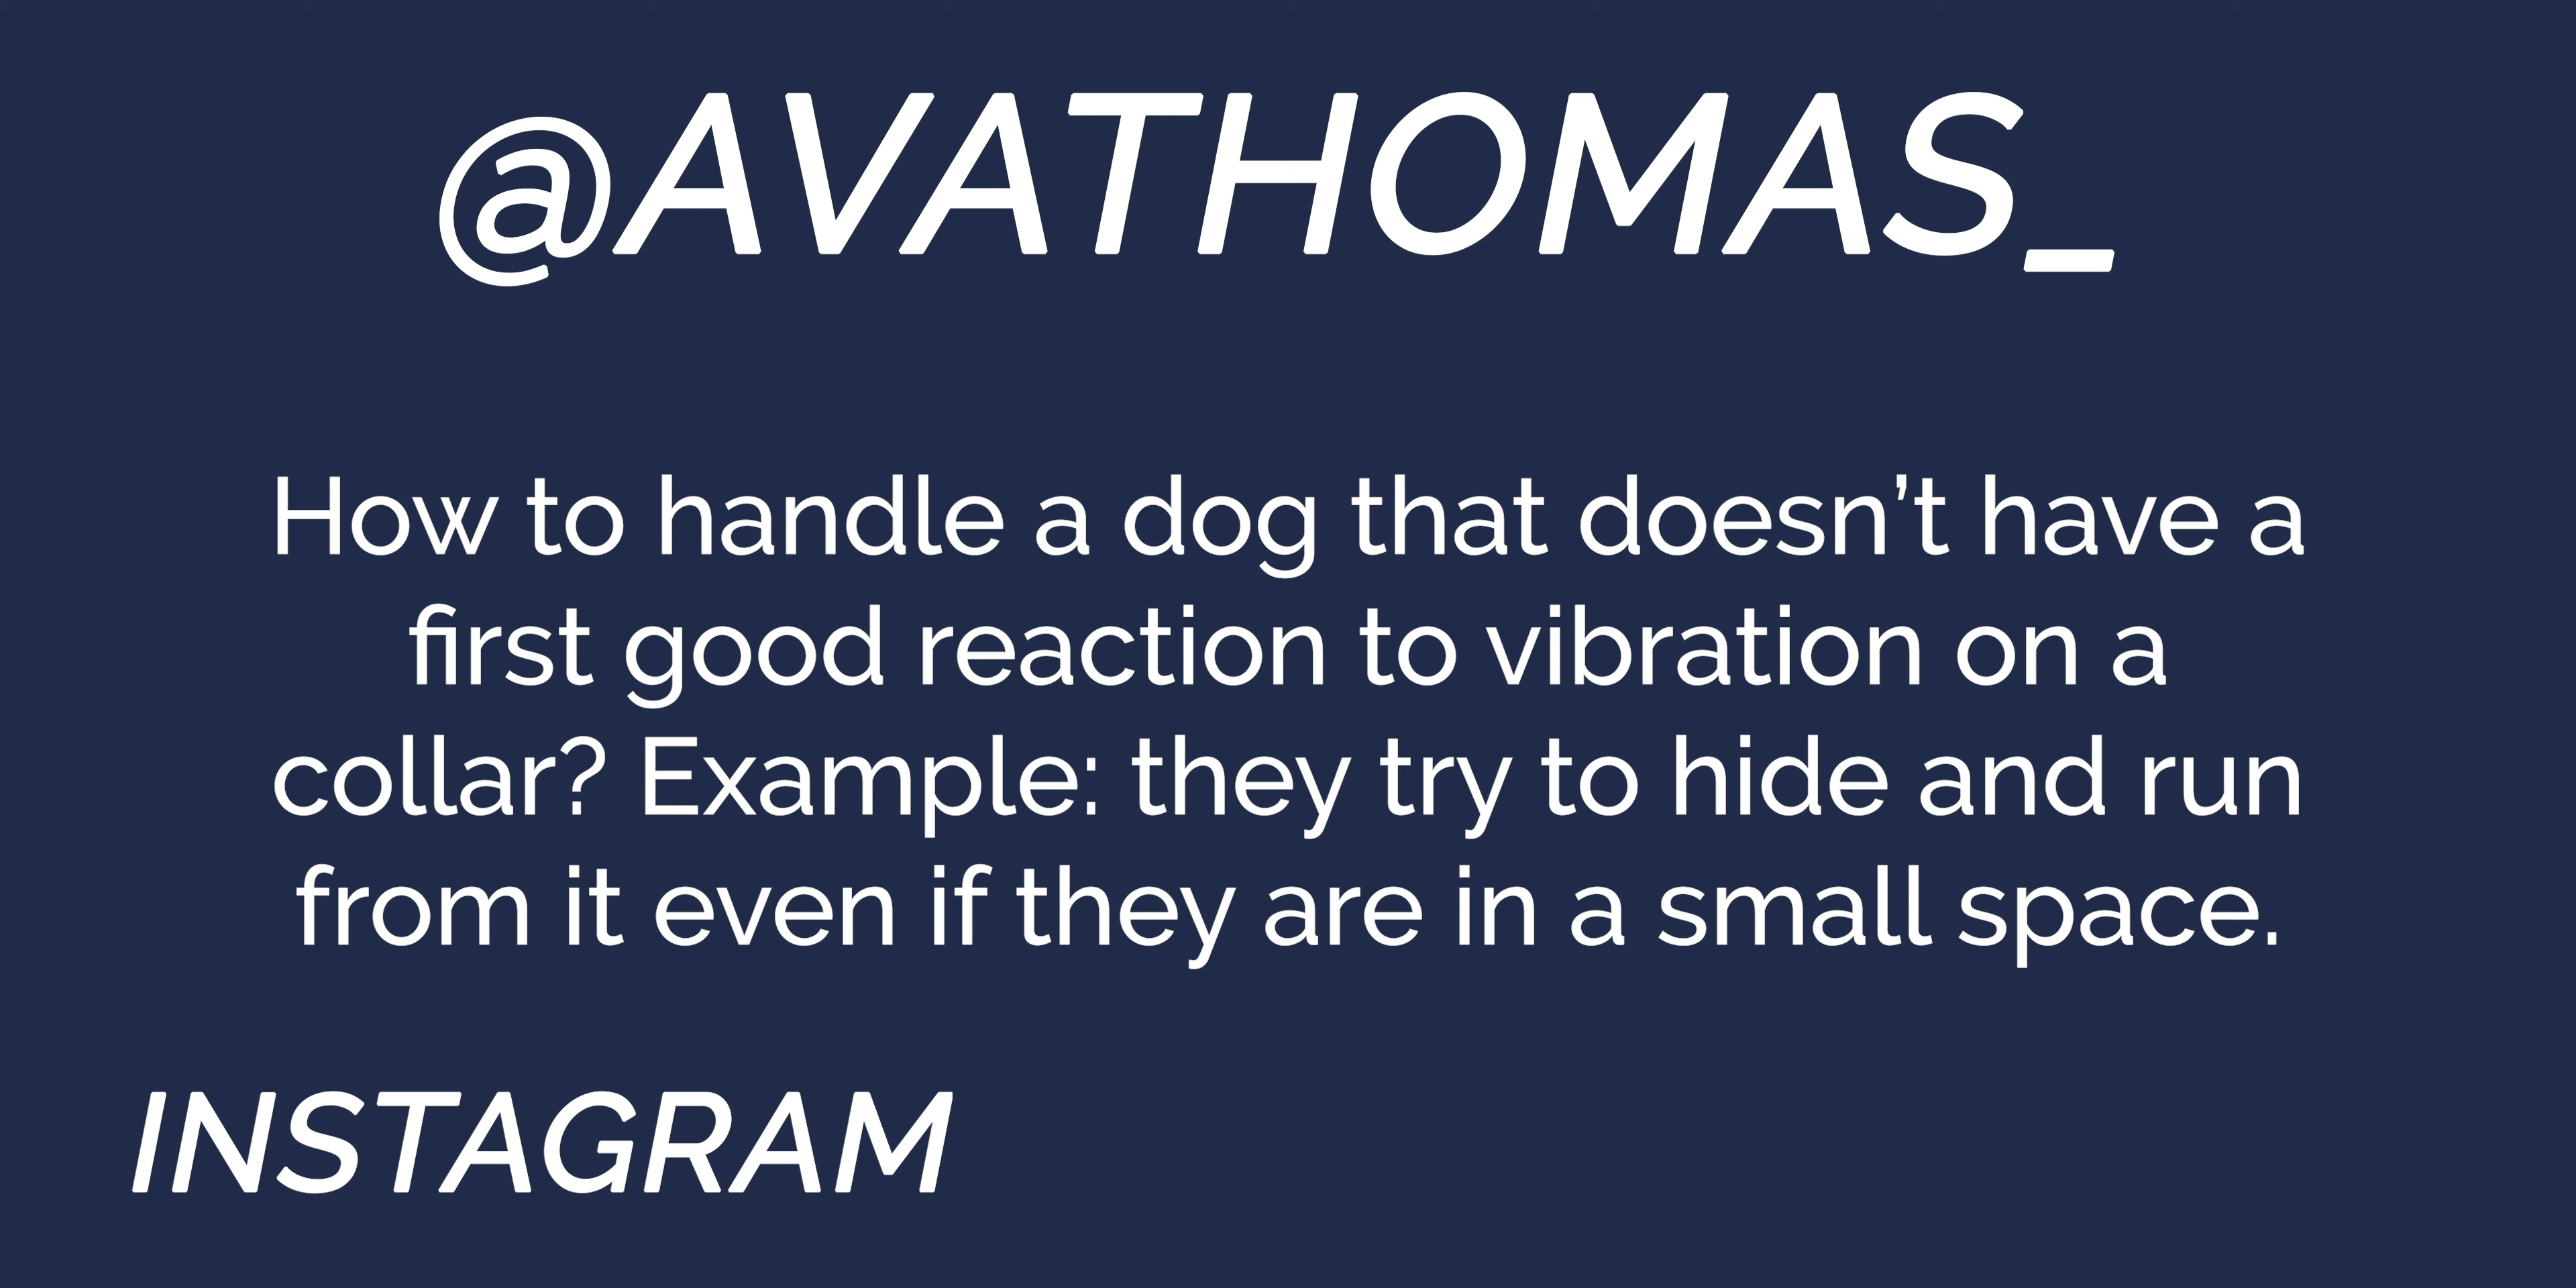 @AVATHOMAS_
How to handle a dog that doesn’t have a
first good reaction to vibration on a
collar? Example: they try to hide and run
from it even if they are in a small space.
INSTAGRAM